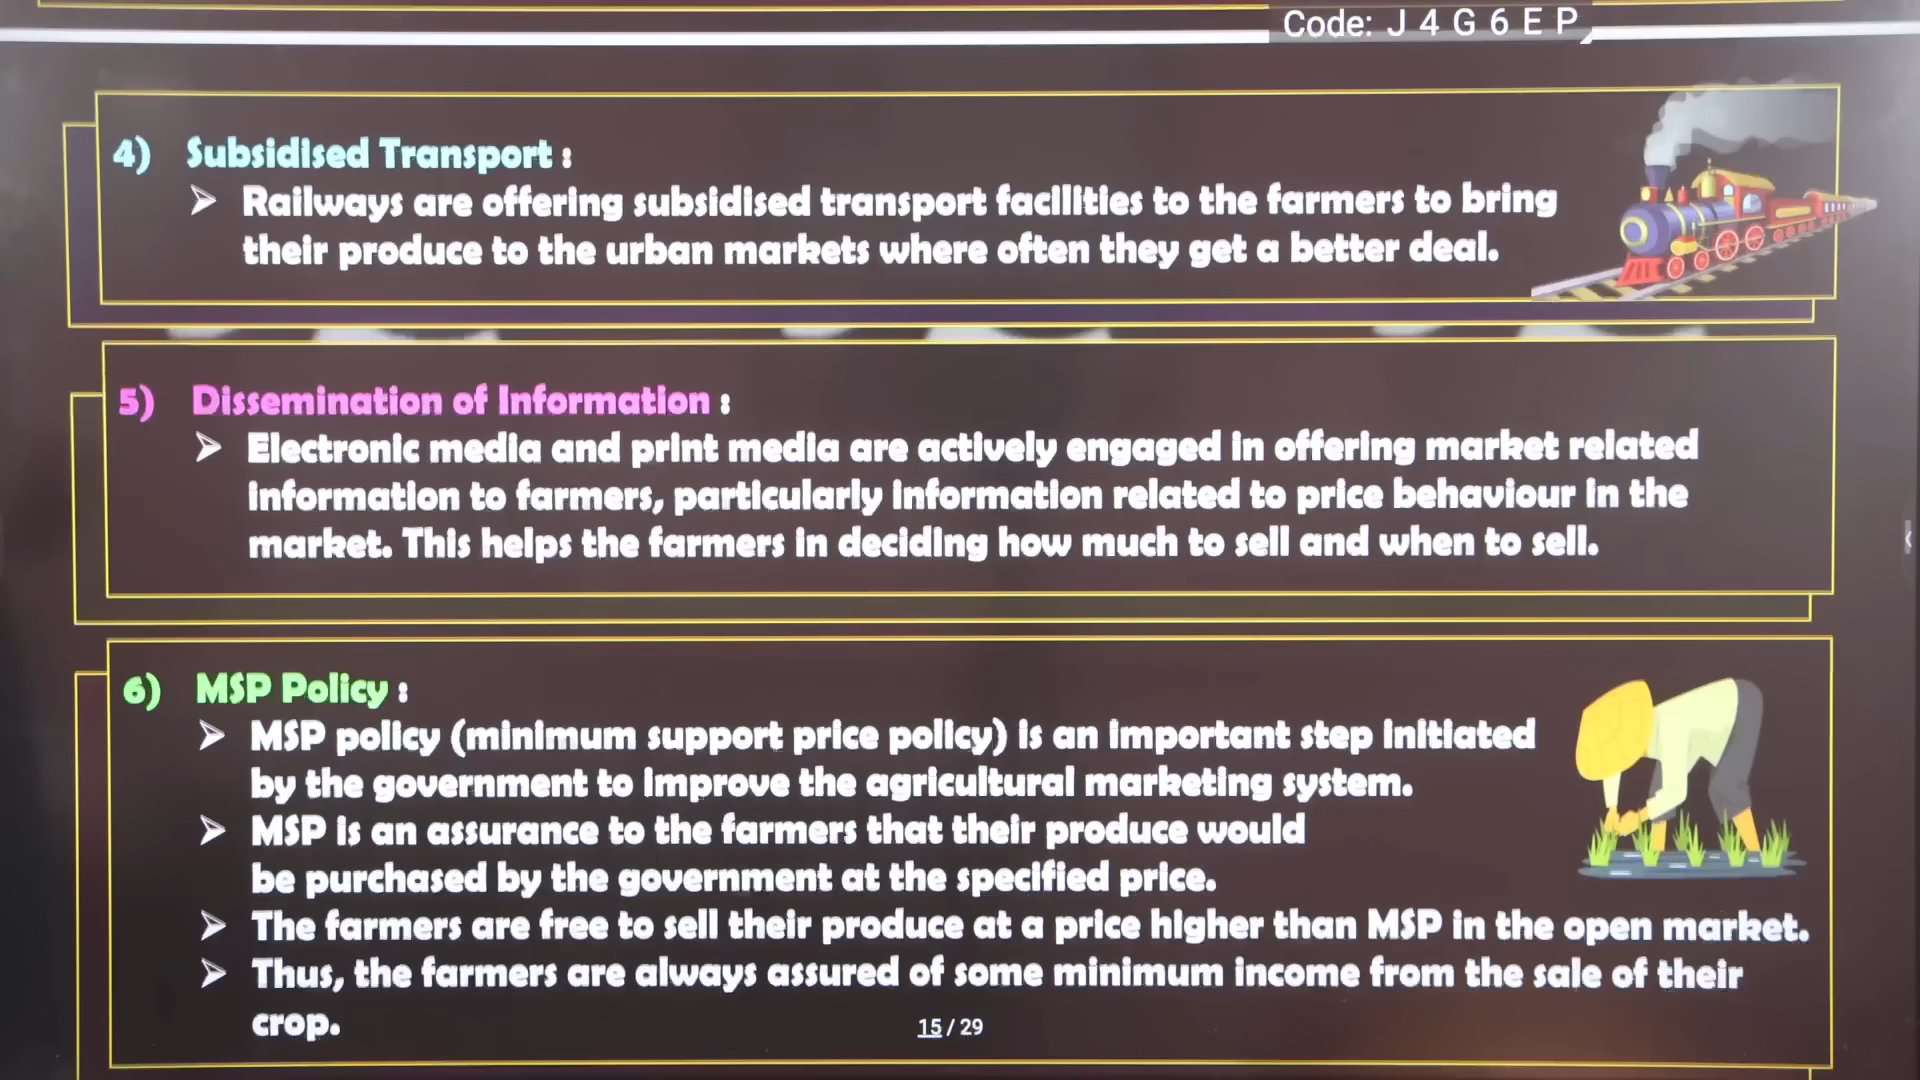 Code: J 4 G 6 E P
4) Subsidised Transport :
➢ Railways are offering subsidised transport facilities to the farmers to bring
their produce to the urban markets where often they get a better deal.
5) Dissemination of Information :
➢ Electronic media and print media are actively engaged in offering market related
information to farmers, particularly information related to price behaviour in the
market. This helps the farmers in deciding how much to sell and when to sell.
6) MSP Policy :
➢ MSP policy (minimum support price policy) is an important step initiated
by the government to improve the agricultural marketing system.
➢ MSP is an assurance to the farmers that their produce would
be purchased by the government at the specified price.
➢ The farmers are free to sell their produce at a price higher than MSP in the open market.
➢ Thus, the farmers are always assured of some minimum income from the sale of their
crop.
15 / 29